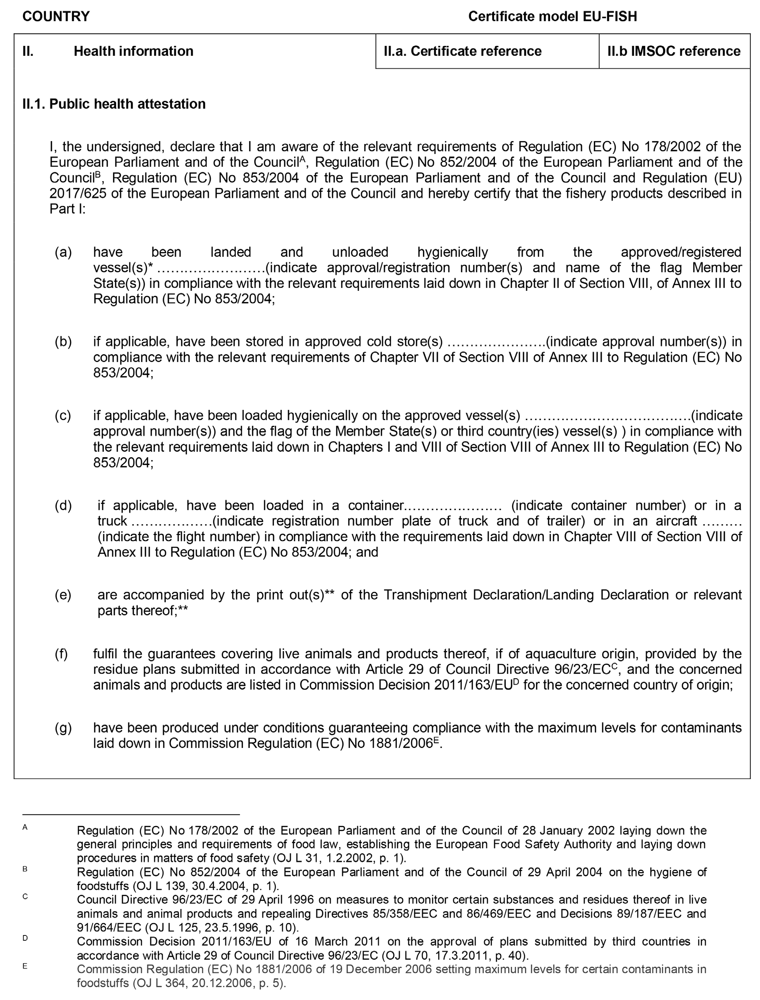 COUNTRY Certificate model EU-FISH
II. Health information II.a. Certificate reference II.b IMSOC reference
II.1. Public health attestation
I, the undersigned, declare that I am aware of the relevant requirements of Regulation (EC) No 178/2002 of the
European Parliament and of the CouncilA, Regulation (EC) No 852/2004 of the European Parliament and of the
CouncilB, Regulation (EC) No 853/2004 of the European Parliament and of the Council and Regulation (EU)
2017/625 of the European Parliament and of the Council and hereby certify that the fishery products described in
Part I:
(a) have been landed and unloaded hygienically from the approved/registered
vessel(s)* ……………………(indicate approval/registration number(s) and name of the flag Member
State(s)) in compliance with the relevant requirements laid down in Chapter II of Section VIII, of Annex III to
Regulation (EC) No 853/2004;
(b) if applicable, have been stored in approved cold store(s) ………………….(indicate approval number(s)) in
compliance with the relevant requirements of Chapter VII of Section VIII of Annex III to Regulation (EC) No
853/2004;
(c) if applicable, have been loaded hygienically on the approved vessel(s) ……………………………….(indicate
approval number(s)) and the flag of the Member State(s) or third country(ies) vessel(s) ) in compliance with
the relevant requirements laid down in Chapters I and VIII of Section VIII of Annex III to Regulation (EC) No
853/2004;
(d) if applicable, have been loaded in a container…………………. (indicate container number) or in a
truck ………………(indicate registration number plate of truck and of trailer) or in an aircraft ………
(indicate the flight number) in compliance with the requirements laid down in Chapter VIII of Section VIII of
Annex III to Regulation (EC) No 853/2004; and
(e) are accompanied by the print out(s)** of the Transhipment Declaration/Landing Declaration or relevant
parts thereof;**
(f) fulfil the guarantees covering live animals and products thereof, if of aquaculture origin, provided by the
residue plans submitted in accordance with Article 29 of Council Directive 96/23/ECC, and the concerned
animals and products are listed in Commission Decision 2011/163/EUD for the concerned country of origin;
(g) have been produced under conditions guaranteeing compliance with the maximum levels for contaminants
laid down in Commission Regulation (EC) No 1881/2006E.
A Regulation (EC) No 178/2002 of the European Parliament and of the Council of 28 January 2002 laying down the
general principles and requirements of food law, establishing the European Food Safety Authority and laying down
procedures in matters of food safety (OJ L 31, 1.2.2002, p. 1).
B Regulation (EC) No 852/2004 of the European Parliament and of the Council of 29 April 2004 on the hygiene of
foodstuffs (OJ L 139, 30.4.2004, p. 1).
C Council Directive 96/23/EC of 29 April 1996 on measures to monitor certain substances and residues thereof in live
animals and animal products and repealing Directives 85/358/EEC and 86/469/EEC and Decisions 89/187/EEC and
91/664/EEC (OJ L 125, 23.5.1996, p. 10).
D Commission Decision 2011/163/EU of 16 March 2011 on the approval of plans submitted by third countries in
accordance with Article 29 of Council Directive 96/23/EC (OJ L 70, 17.3.2011, p. 40).
E Commission Regulation (EC) No 1881/2006 of 19 December 2006 setting maximum levels for certain contaminants in
foodstuffs (OJ L 364, 20.12.2006, p. 5).